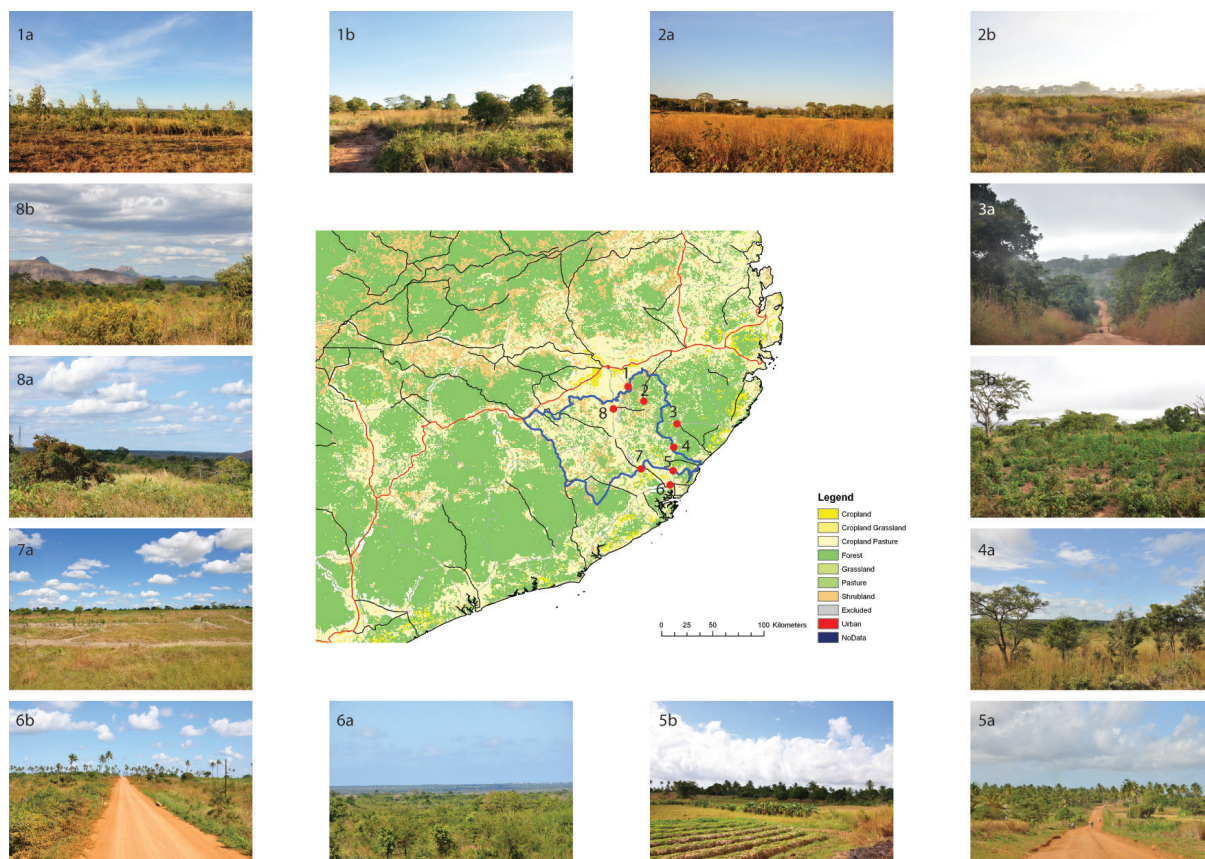 1a
1b
2a
2b
8b
3a
8a
3b
7a
4a
6b
6a
5b
5a
1
2
8
3
4
7
5
6
Legend
Cropland
Cropland Grassland
Cropland Pasture
Forest
Grassland
Pasture
Shrubland
Excluded
Urban
NoData
0 25 50 100 Kilometers